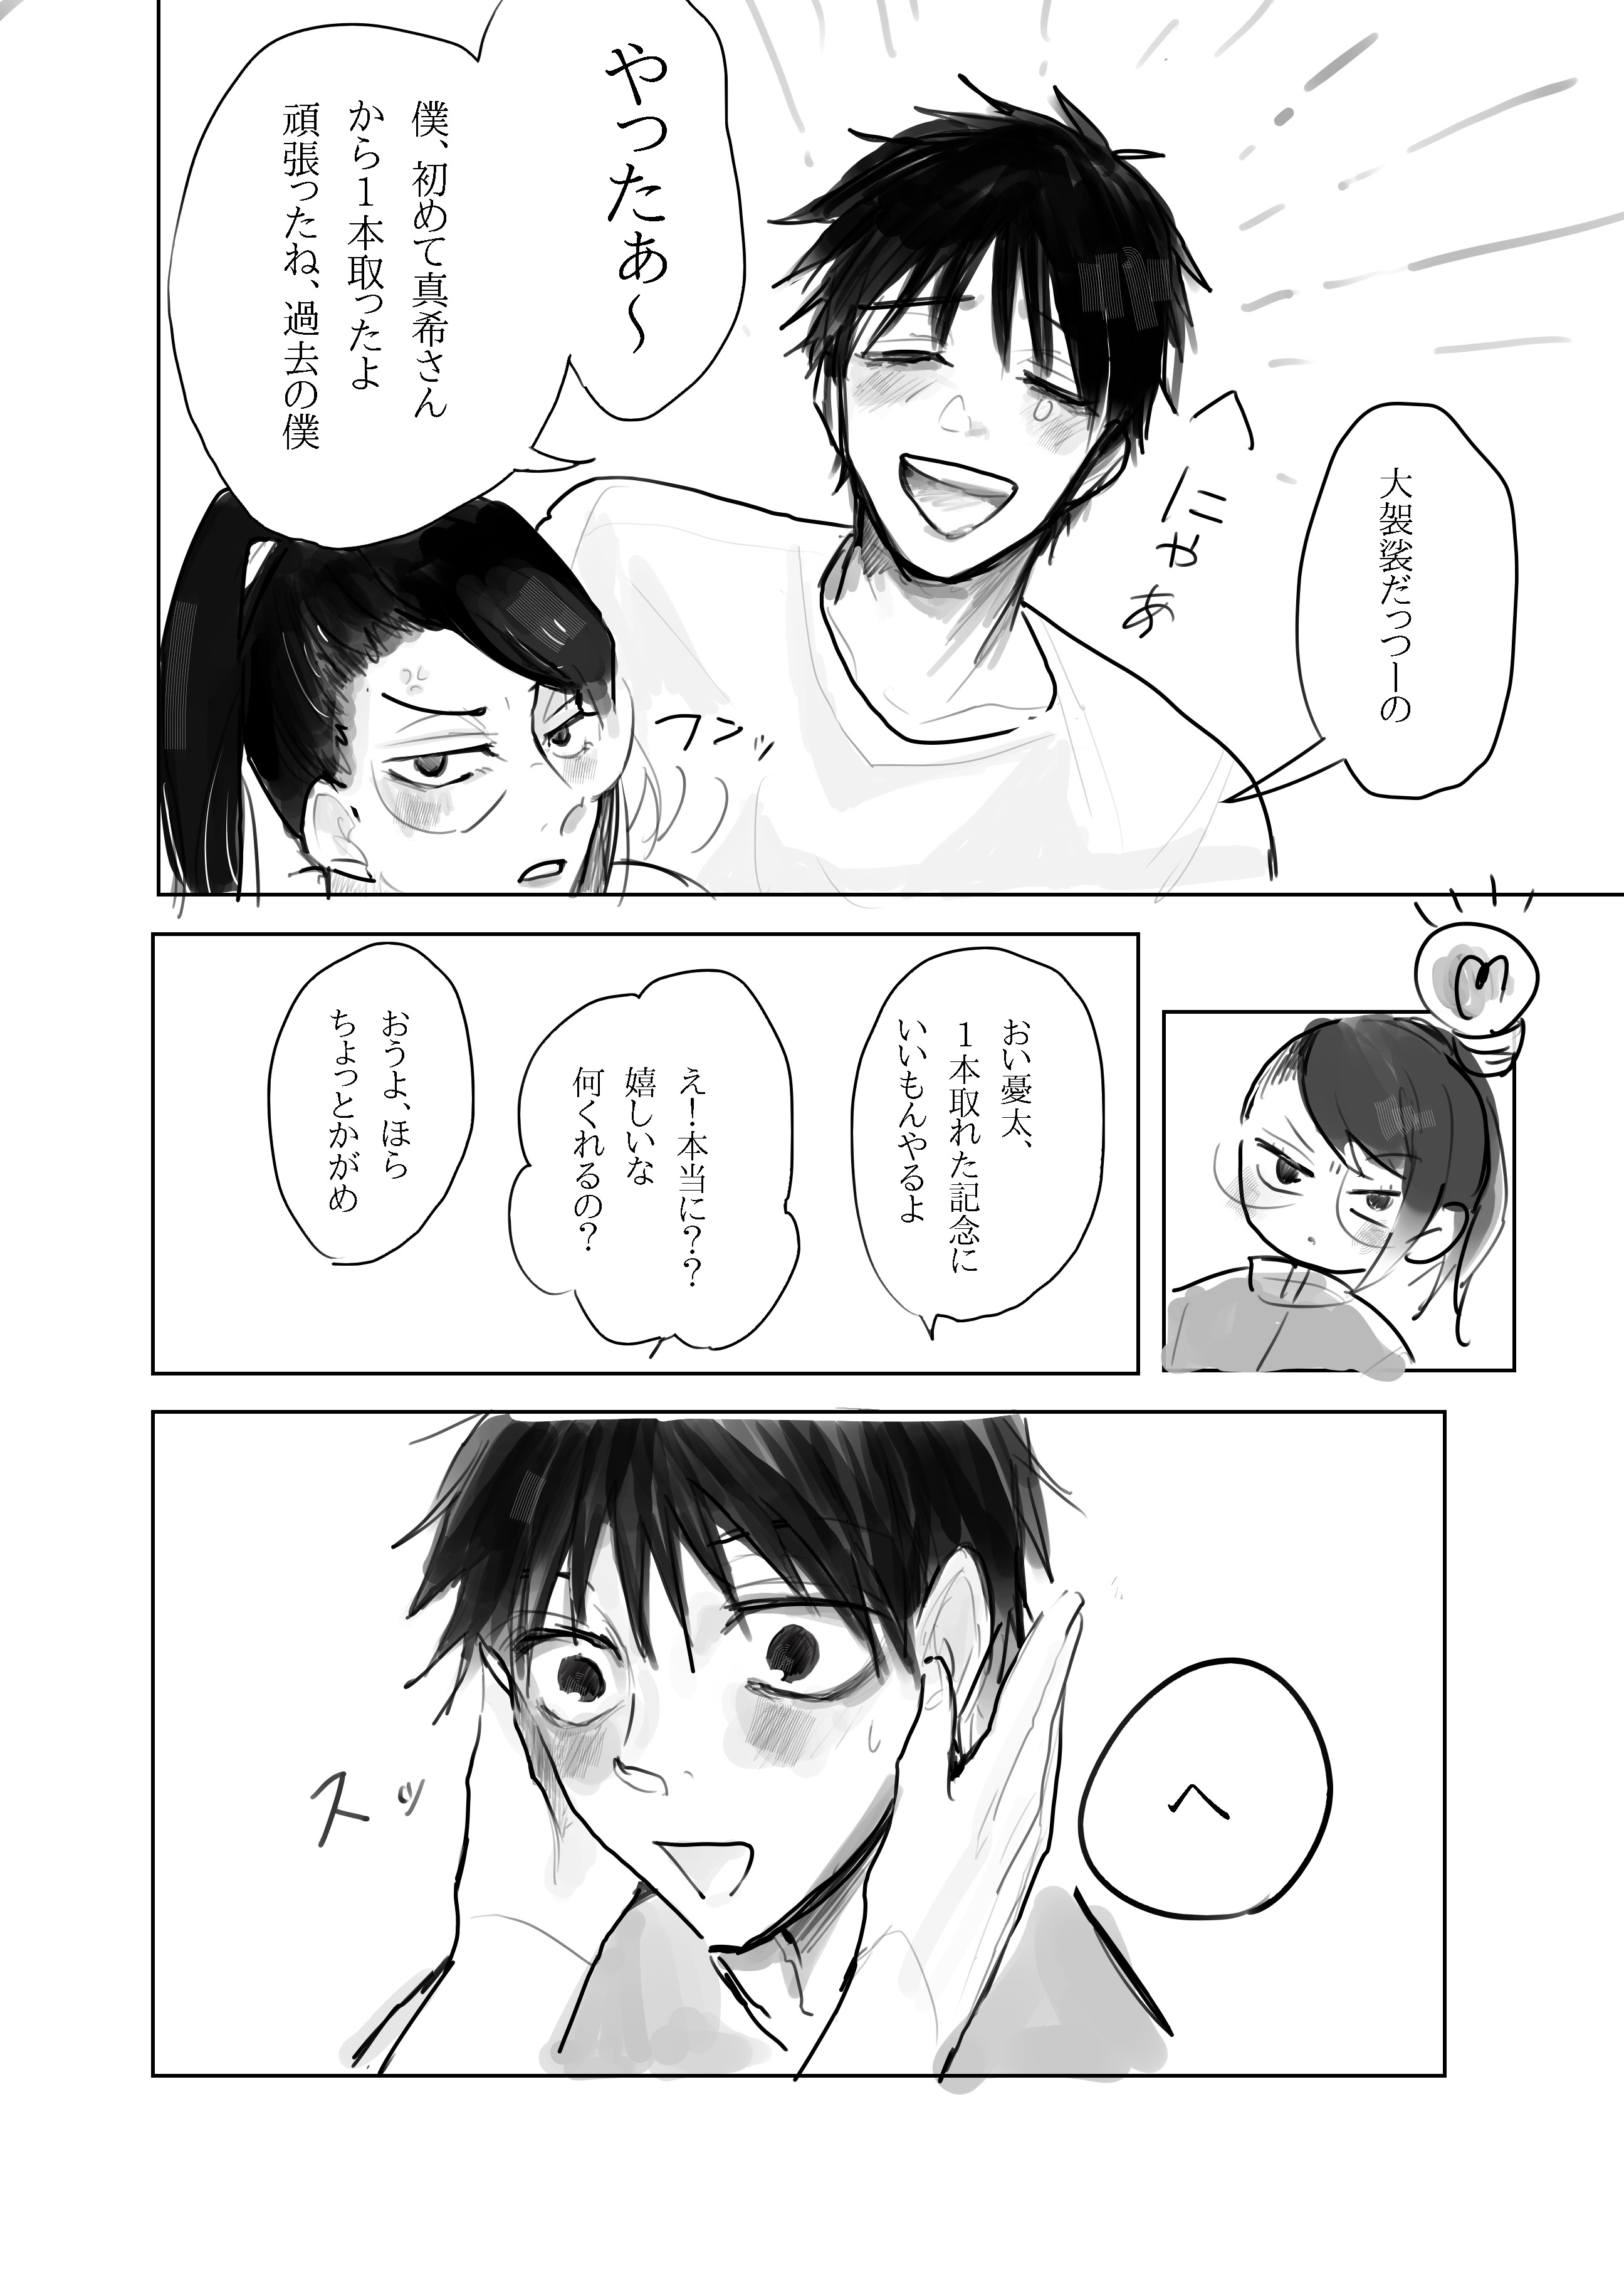 やったぁ～
僕、初めて真希さん
から１本取ったよ
頑張ったね、過去の僕
へにゃあ
大袈裟だっつーの
フンッ
おい憂太、
１本取れた記念に
いいもんやるよ
え！本当に？？
嬉しいな
何くれるの？
おうよ、ほら
ちょっとかがめ
へ
スッ